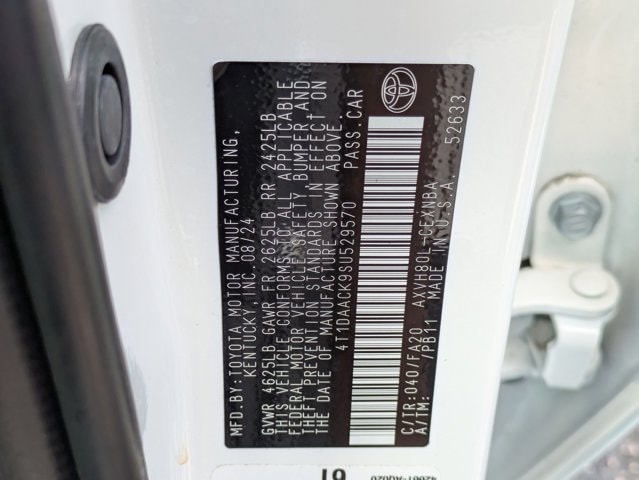 MFD. BY:TOYOTA MOTOR MANUFACTURING,
KENTUCKY, INC. 08/24
GVWR 4625LB GAWR FR 2625LB RR 2425LB
THIS VEHICLE CONFORMS TO ALL APPLICABLE
FEDERAL MOTOR VEHICLE SAFETY, BUMPER AND
THEFT PREVENTION STANDARDS IN EFFECT ON
THE DATE OF MANUFACTURE SHOWN ABOVE.
4T1DAACK9SU529570 PASS.CAR
C/TR:040/FA20 AXVH80L-CEXNBA
A/TM: /PB11 MADE IN U.S.A. 52633
61